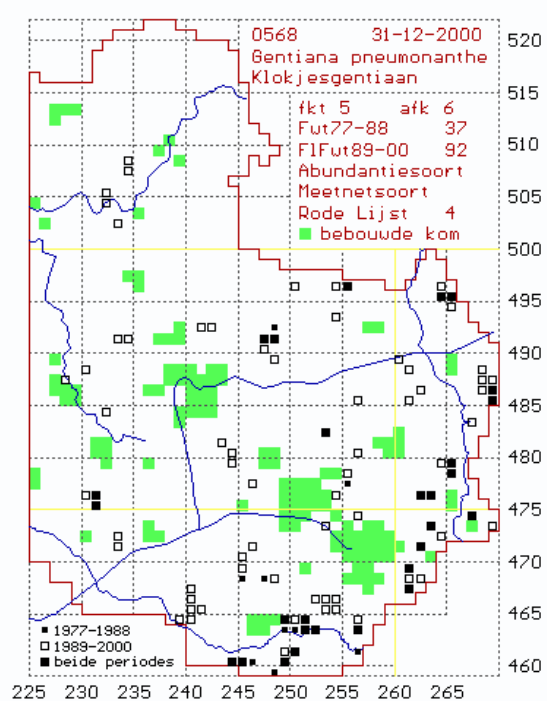 0568 31-12-2000
Gentiana pneumonanthe
Klokjesgentiaan
fkt 5 afk 6
Fwt77-88 37
FlFwt89-00 92
Abundantiesoort
Meetnetsoort
Rode Lijst 4
bebouwde kom
520
515
510
505
500
495
490
485
480
475
470
465
460
1977-1988
1989-2000
beide periodes
225 230 235 240 245 250 255 260 265